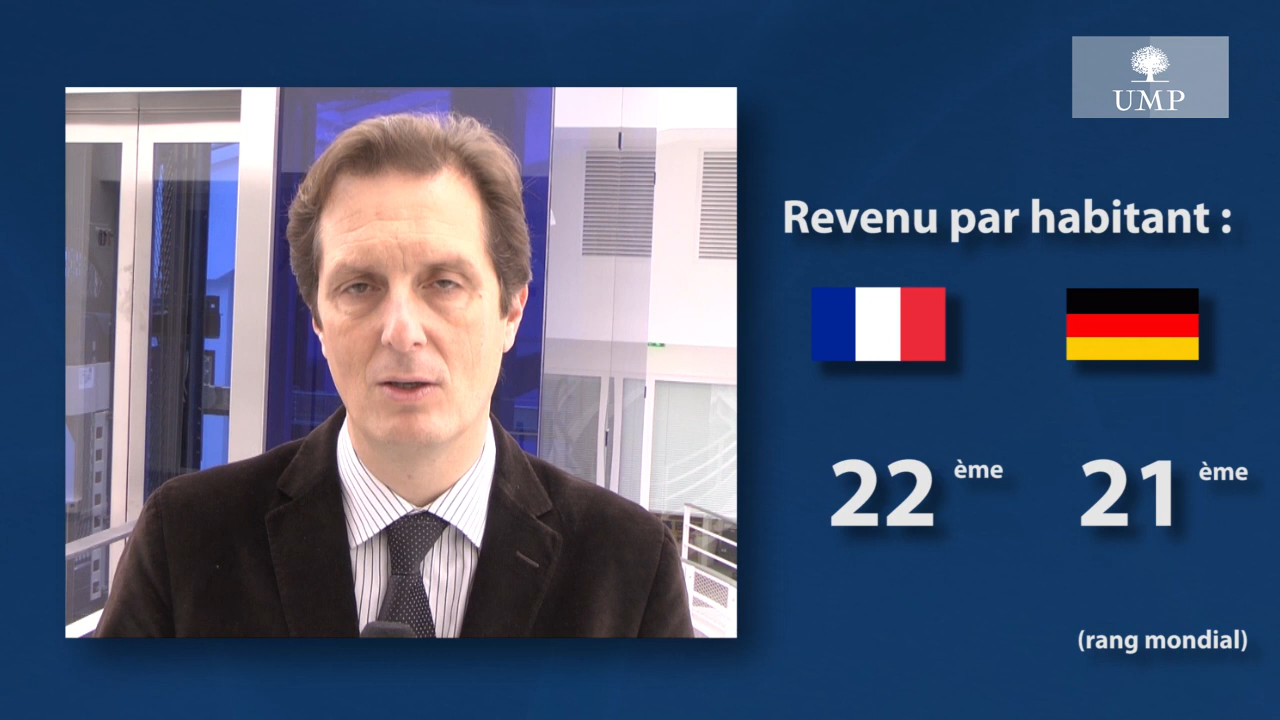 UMP
Revenu par habitant :
22 ème 21 ème
(rang mondial)